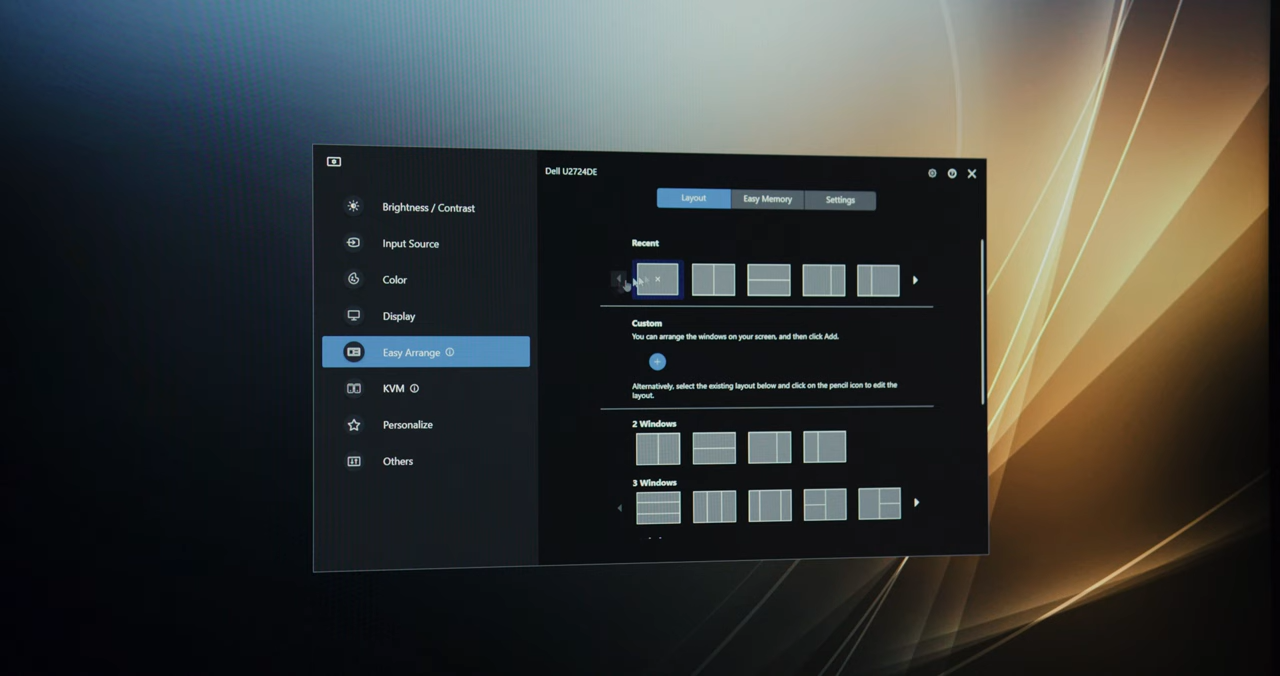 Dell U2724DE
Brightness / Contrast
Input Source
Color
Display
Easy Arrange
KVM
Personalize
Others
Layout
Easy Memory
Settings
Recent
Custom
You can arrange the windows on your screen, and then click Add.
Alternatively, select the existing layout below and click on the pencil icon to edit the
layout.
2 Windows
3 Windows